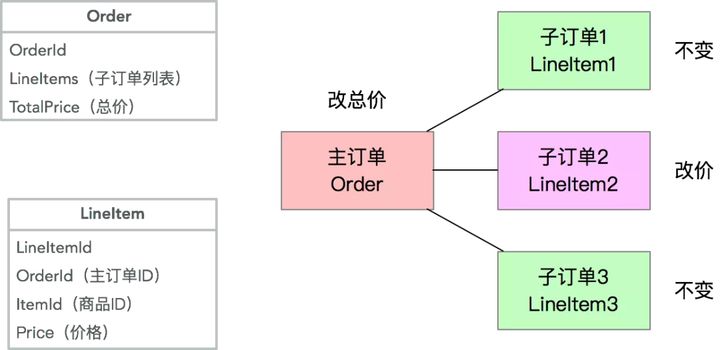 Order
OrderId
LineItems（子订单列表）
TotalPrice（总价）
LineItem
LineItemId
OrderId（主订单ID）
ItemId（商品ID）
Price（价格）
改总价
主订单
Order
子订单1
LineItem1
不变
子订单2
LineItem2
改价
子订单3
LineItem3
不变